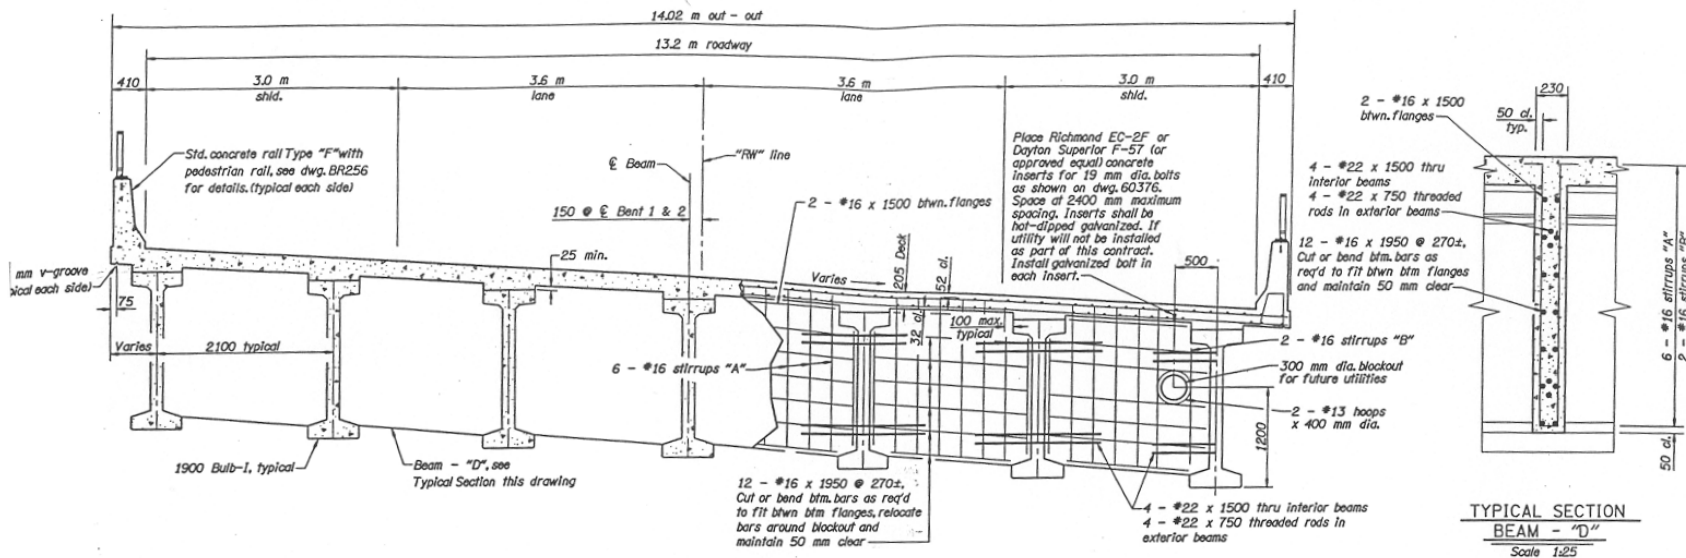 14.02 m out - out
13.2 m roadway
410
3.0 m
shld.
3.6 m
lane
3.6 m
lane
3.0 m
shld.
410
Std. concrete rail Type "F" with
pedestrian rail, see dwg. BR256
for details. (typical each side)
℄ Beam
"RW" line
150 @ ℄ Bent 1 & 2
2 - #16 x 1500 btwn. flanges
Place Richmond EC-2F or
Dayton Superior F-57 (or
approved equal) concrete
inserts for 19 mm dia. bolts
as shown on dwg. 60376.
Space at 2400 mm maximum
spacing. Inserts shall be
hot-dipped galvanized. If
utility will not be installed
as part of this contract.
Install galvanized bolt in
each insert.
500
mm v-groove
ical each side)
75
Varies
2100 typical
25 min.
Varies
205 Deck
52 cl.
32 cl.
100 max.
typical
6 - #16 stirrups "A"
2 - #16 stirrups "B"
300 mm dia. blockout
for future utilities
2 - #13 hoops
x 400 mm dia.
1200
1900 Bulb-I, typical
Beam - "D", see
Typical Section this drawing
12 - #16 x 1950 @ 270±,
Cut or bend btm. bars as req'd
to fit btwn btm flanges, relocate
bars around blockout and
maintain 50 mm clear
4 - #22 x 1500 thru interior beams
4 - #22 x 750 threaded rods in
exterior beams
230
50 cl.
typ.
2 - #16 x 1500
btwn. flanges
4 - #22 x 1500 thru
interior beams
4 - #22 x 750 threaded
rods in exterior beams
12 - #16 x 1950 @ 270±,
Cut or bend btm. bars as
req'd to fit btwn btm flanges
and maintain 50 mm clear
6 - #16 stirrups "A"
2 - #16 stirrups "B"
50 cl.
TYPICAL SECTION
BEAM - "D"
Scale 1:25